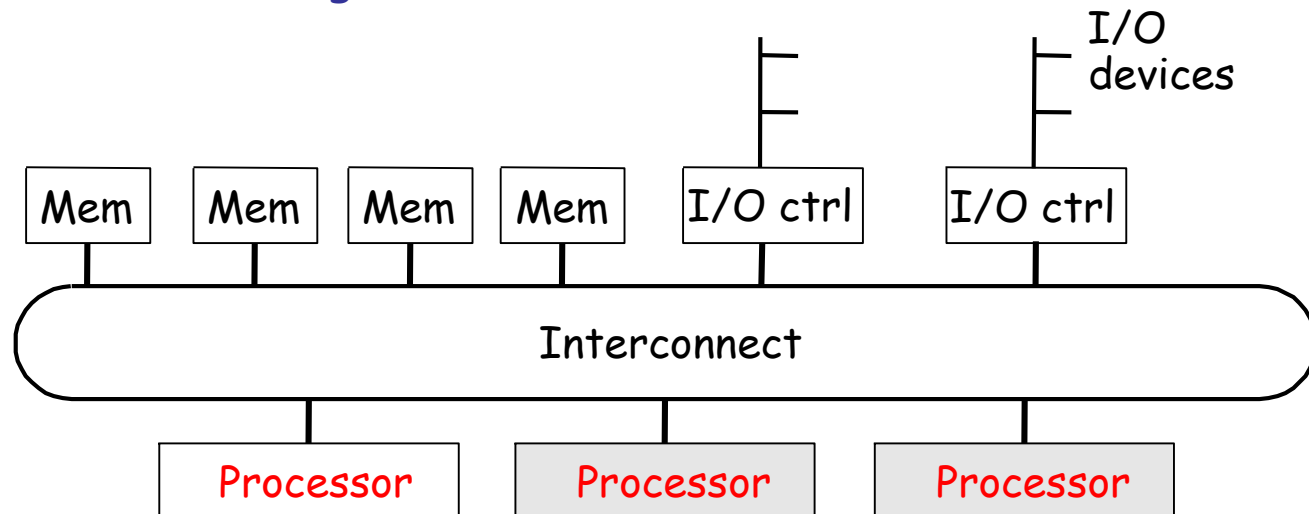 I/O
devices
Mem Mem Mem Mem I/O ctrl I/O ctrl
Interconnect
Processor Processor Processor